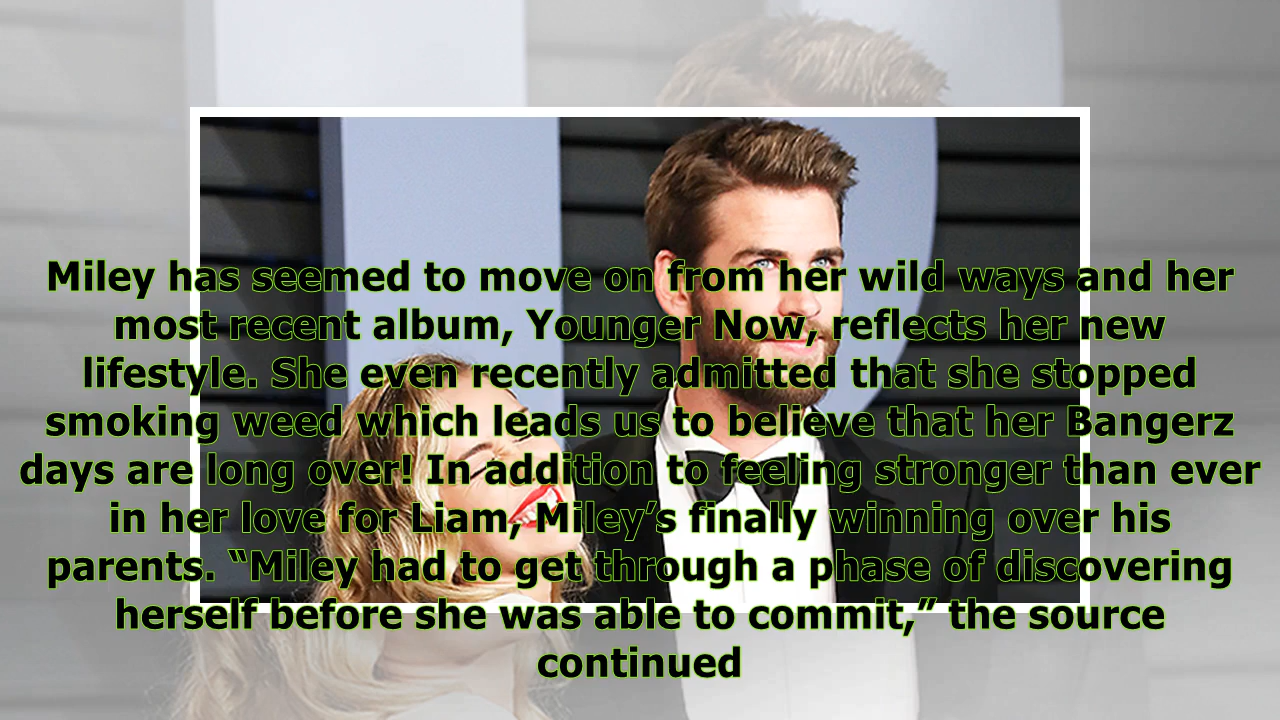 Miley has seemed to move on from her wild ways and her
most recent album, Younger Now, reflects her new
lifestyle. She even recently admitted that she stopped
smoking weed which leads us to believe that her Bangerz
days are long over! In addition to feeling stronger than ever
in her love for Liam, Miley’s finally winning over his
parents. “Miley had to get through a phase of discovering
herself before she was able to commit,” the source
continued